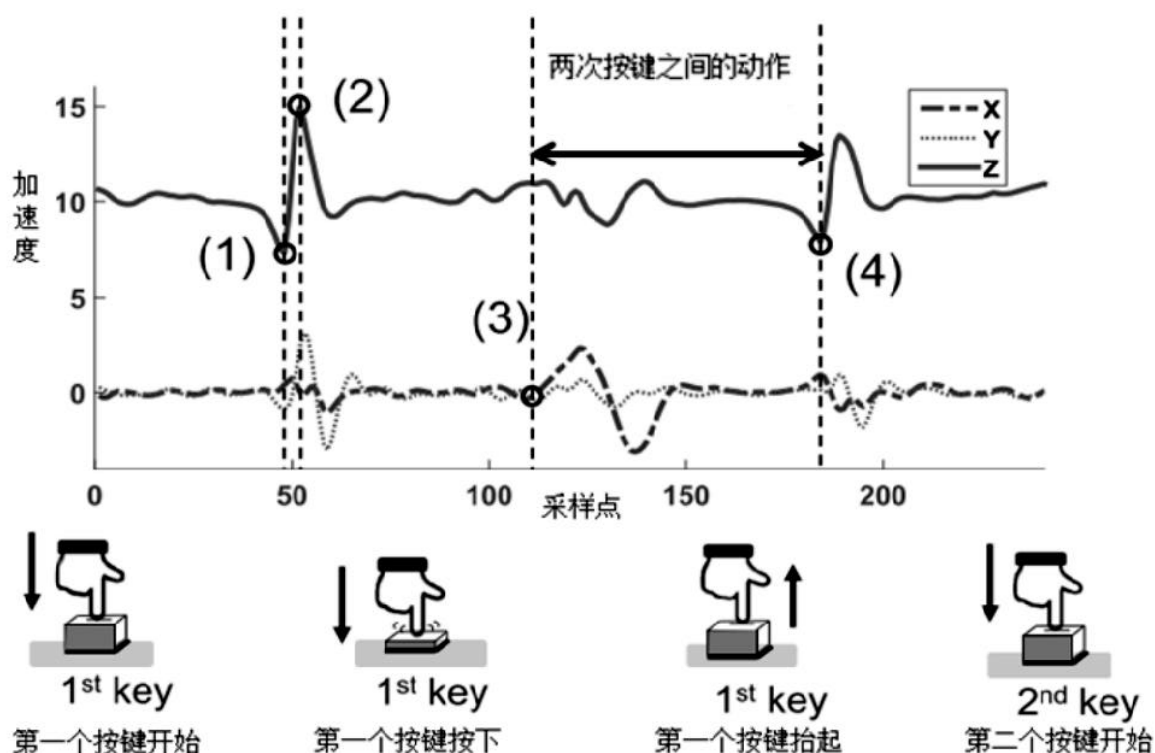 两次按键之间的动作
15
(2)
X
Y
Z
加速度
10
(1)
(4)
5
(3)
0
0
50
100
150
200
采样点
1st key
1st key
1st key
2nd key
第一个按键开始
第一个按键按下
第一个按键抬起
第二个按键开始